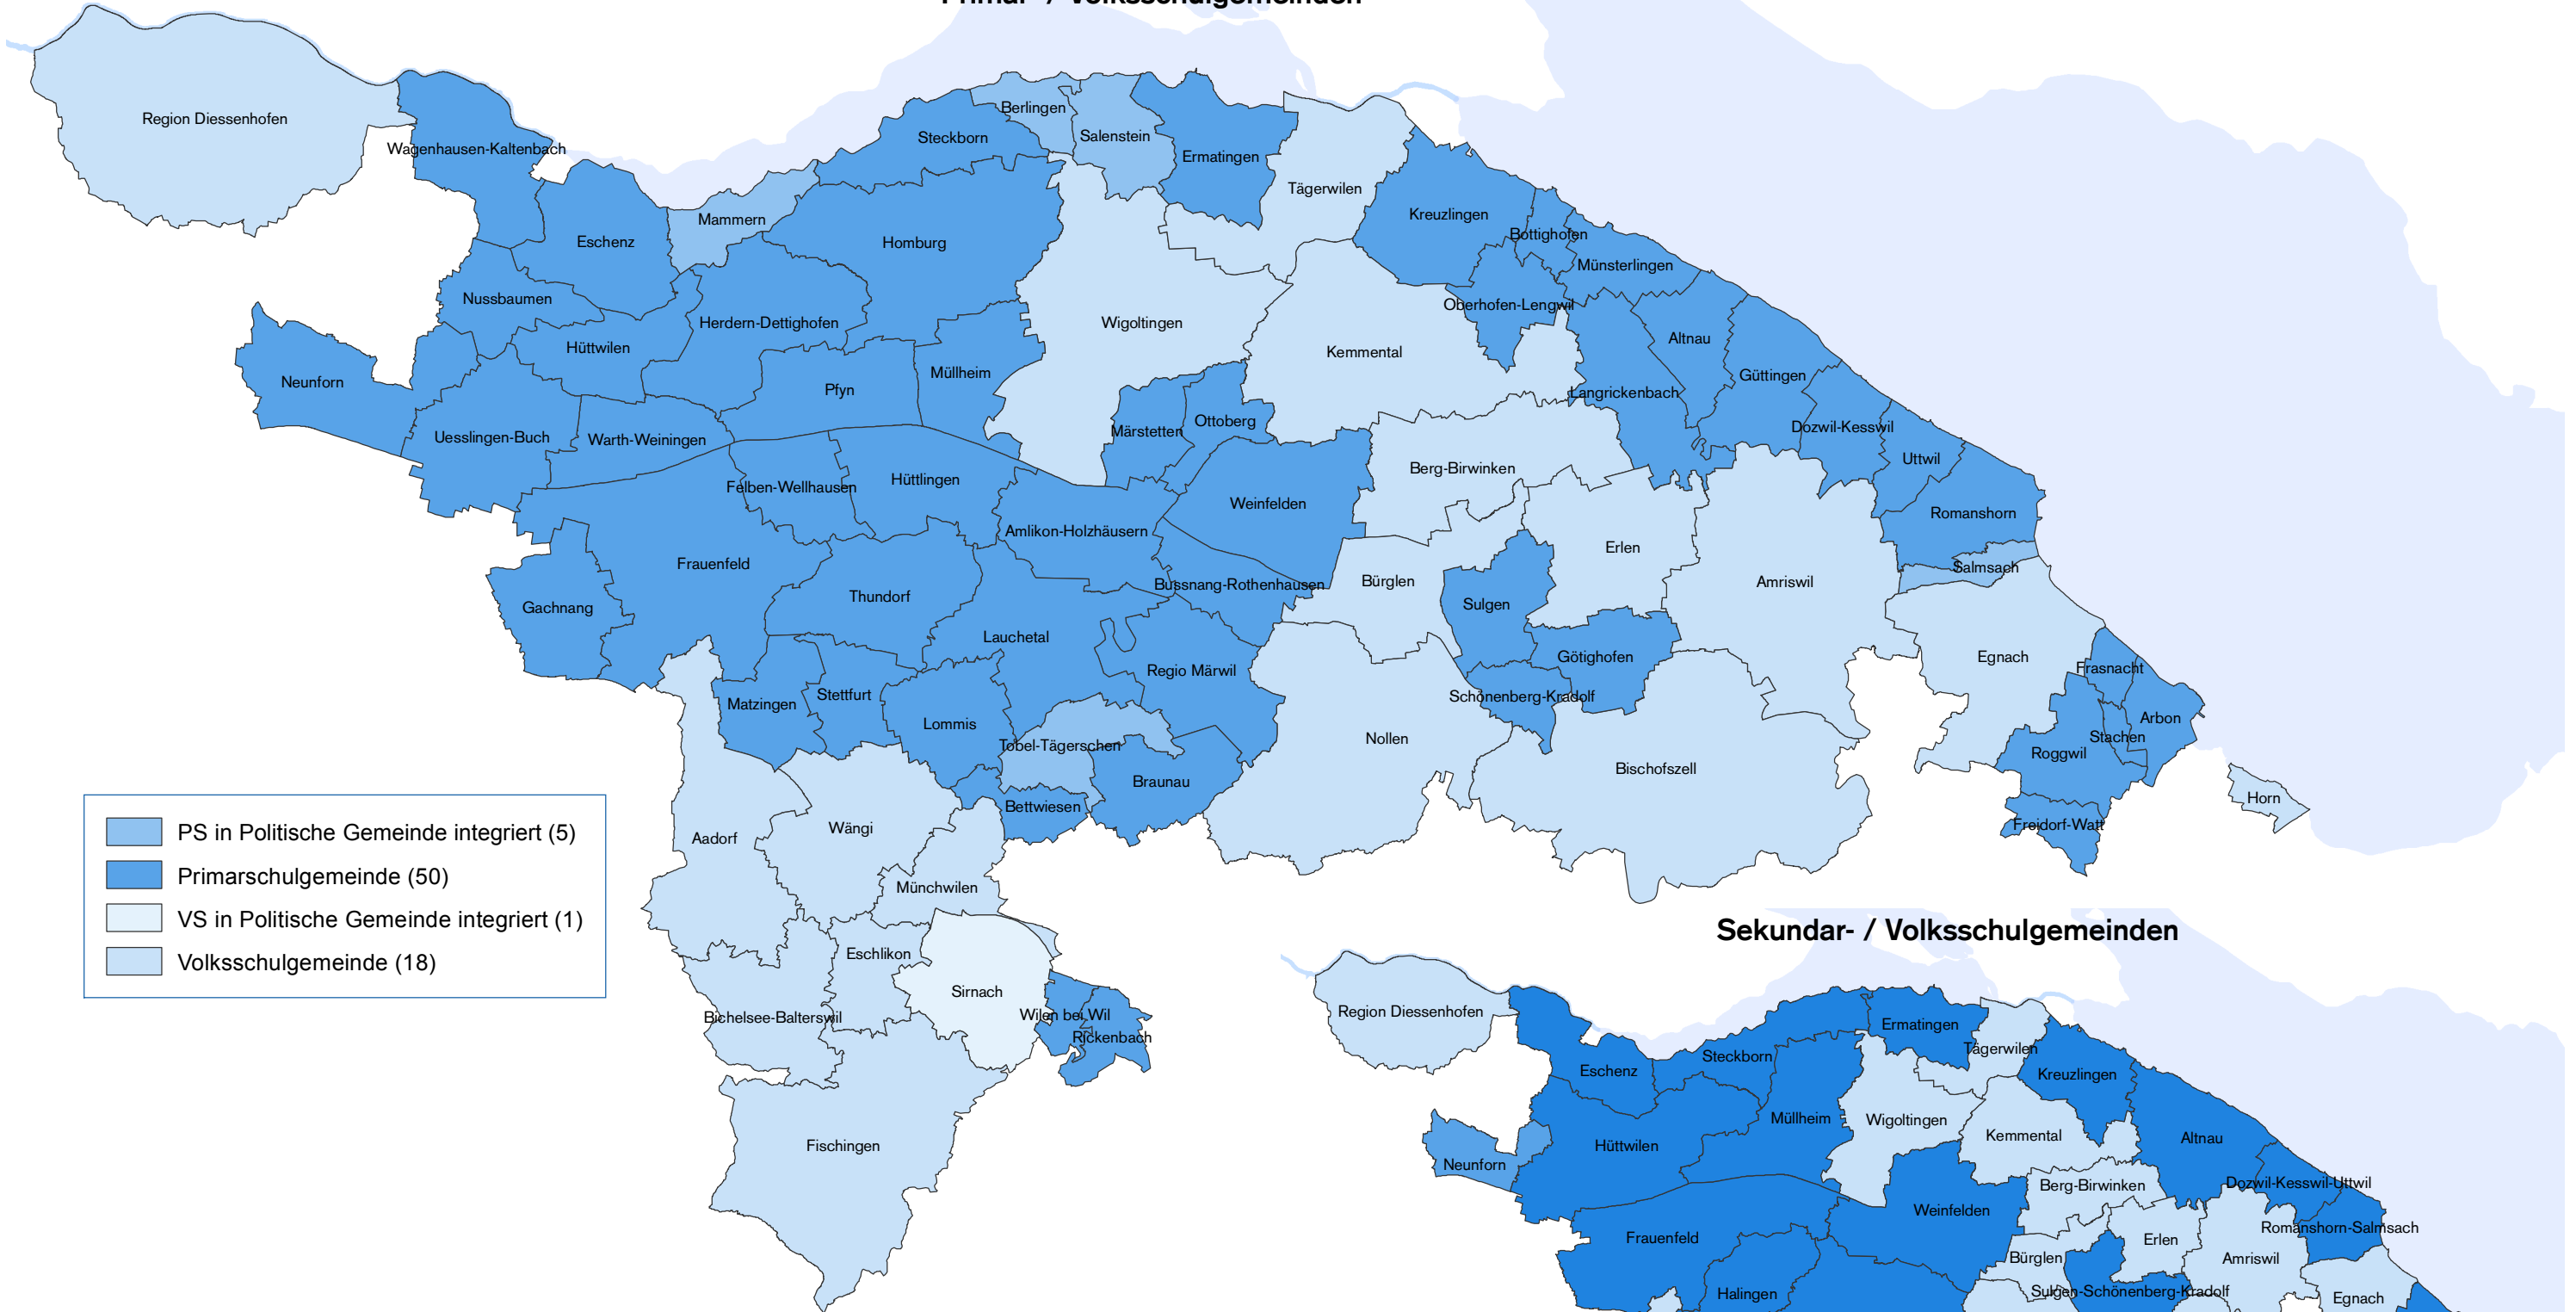 Primar- / Volksschulgemeinden
Region Diessenhofen
Wagenhausen-Kaltenbach
Berlingen
Steckborn
Salenstein
Ermatingen
Tägerwilen
Mammern
Eschenz
Homburg
Kreuzlingen
Bottighofen
Münsterlingen
Nussbaumen
Oberhofen-Lengwil
Herdern-Dettighofen
Wigoltingen
Altnau
Hüttwilen
Kemmental
Neunforn
Müllheim
Güttingen
Pfyn
Langrickenbach
Ottoberg
Märstetten
Dozwil-Kesswil
Uesslingen-Buch
Warth-Weiningen
Uttwil
Berg-Birwinken
Felben-Wellhausen
Hüttlingen
Weinfelden
Romanshorn
Amlikon-Holzhäusern
Erlen
Frauenfeld
Salmsach
Bürglen
Amriswil
Bussnang-Rothenhausen
Thundorf
Sulgen
Gachnang
Lauchetal
Götighofen
Egnach
Regio Märwil
Frasnacht
Stettfurt
Schönenberg-Kradolf
Matzingen
Lommis
Arbon
Tobel-Tägerschen
Nollen
Stachen
Roggwil
Bischofszell
Braunau
Horn
Bettwiesen
Freidorf-Watt
Wängi
Aadorf
Münchwilen
Eschlikon
Sirnach
Wilen bei Wil
Bichelsee-Balterswil
Rickenbach
Fischingen
PS in Politische Gemeinde integriert (5)
Primarschulgemeinde (50)
VS in Politische Gemeinde integriert (1)
Volksschulgemeinde (18)
Sekundar- / Volksschulgemeinden
Region Diessenhofen
Ermatingen
Tägerwilen
Steckborn
Eschenz
Kreuzlingen
Müllheim
Wigoltingen
Kemmental
Altnau
Hüttwilen
Neunforn
Dozwil-Kesswil-Uttwil
Berg-Birwinken
Weinfelden
Romanshorn-Salmsach
Frauenfeld
Erlen
Bürglen
Amriswil
Sulgen-Schönenberg-Kradolf
Halingen
Egnach